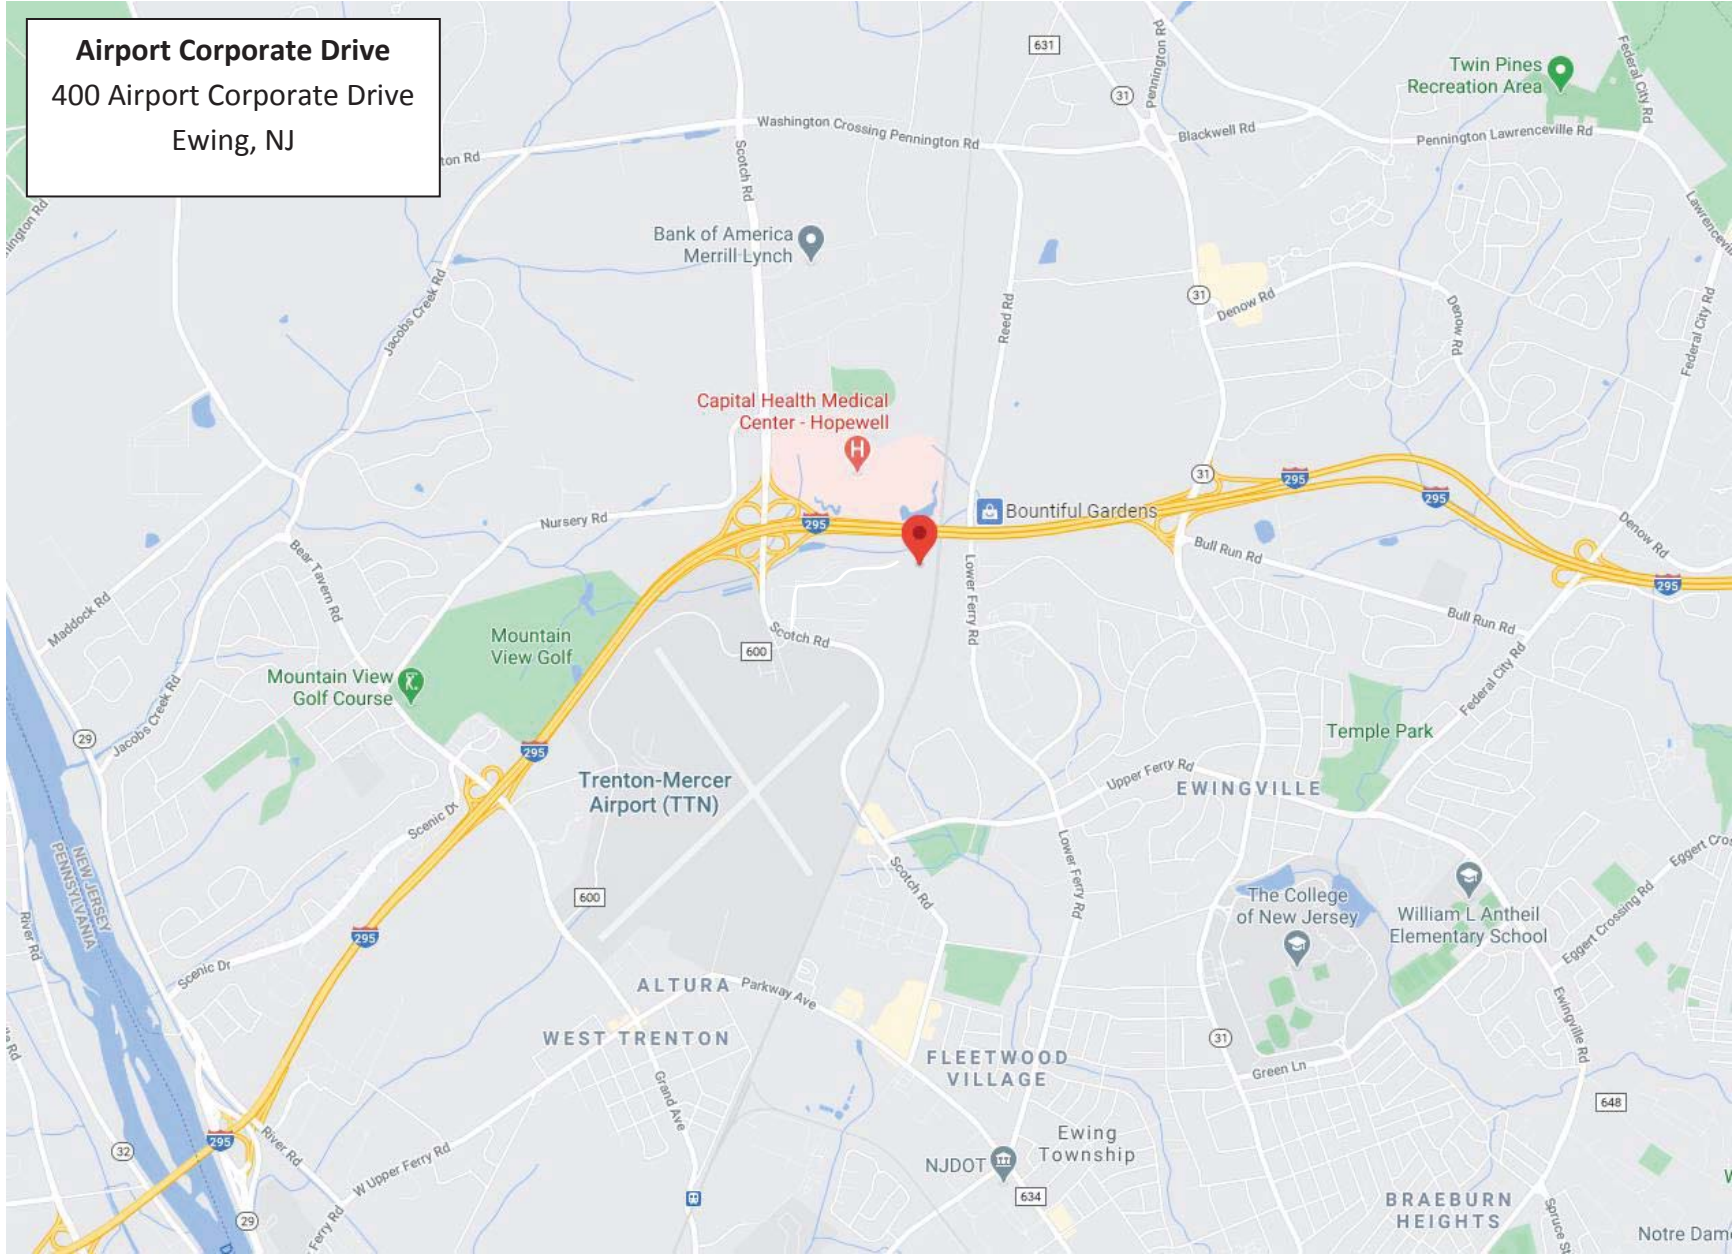 Airport Corporate Drive
400 Airport Corporate Drive
Ewing, NJ
631
Pennington Rd
Federal City Rd
Twin Pines
Recreation Area
31
Washington Crossing Pennington Rd
Blackwell Rd
Pennington Lawrenceville Rd
ton Rd
Scotch Rd
Bank of America
Merrill Lynch
Jacobs Creek Rd
Reed Rd
31
Denow Rd
Denow Rd
Federal City Rd
Capital Health Medical
Center - Hopewell
H
31
295
295
Nursery Rd
295
Bountiful Gardens
Denow Rd
Bull Run Rd
Bear Tavern Rd
Lower Ferry Rd
295
Maddock Rd
Bull Run Rd
Mountain
View Golf
Scotch Rd
600
Federal City Rd
Mountain View
Golf Course
Jacobs Creek Rd
29
295
Temple Park
Trenton-Mercer
Airport (TTN)
Upper Ferry Rd
EWINGVILLE
Scenic Dr
NEW JERSEY
PENNSYLVANIA
Scotch Rd
Lower Ferry Rd
Eggert Cros
600
The College
of New Jersey
William L Antheil
Elementary School
Eggert Crossing Rd
River Rd
295
Scenic Dr
ALTURA
Parkway Ave
WEST TRENTON
Ewingville Rd
31
FLEETWOOD
VILLAGE
Green Ln
Grand Ave
648
295
River Rd
32
W Upper Ferry Rd
Ewing
Township
NJDOT
634
29
Ferry Rd
BRAEBURN
HEIGHTS
Spruce St
Notre Dam